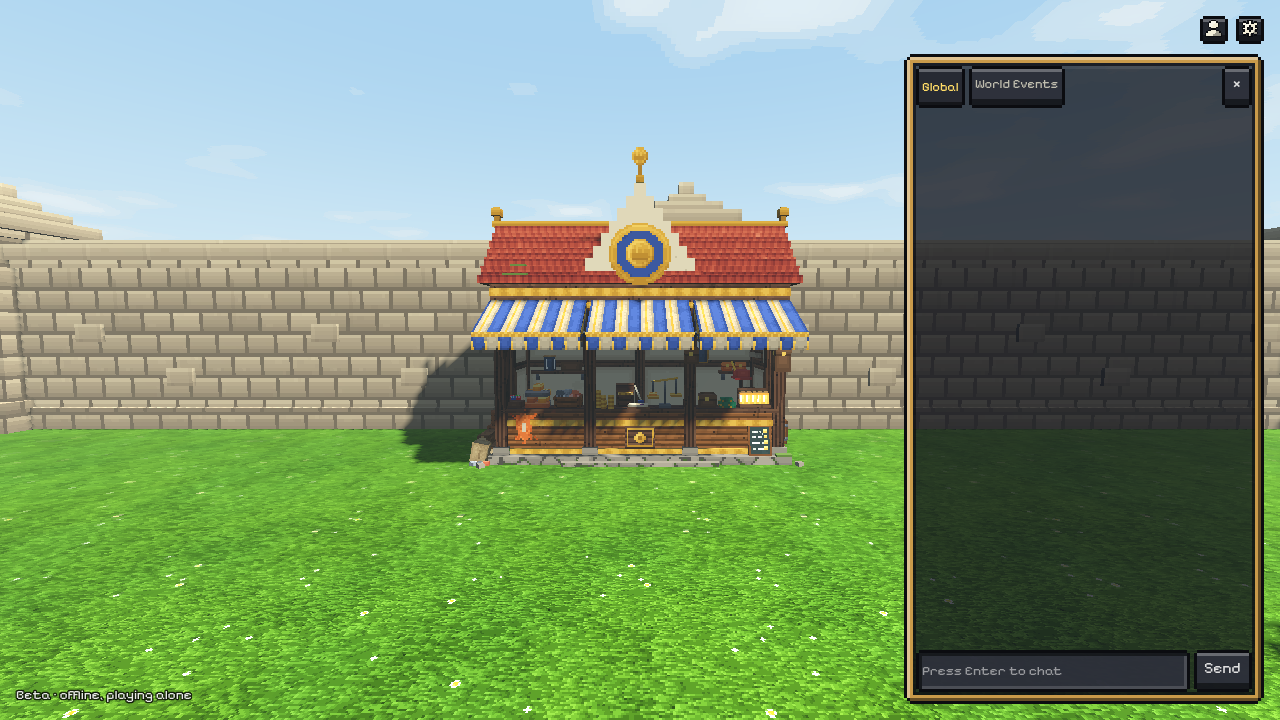 Global
World Events
×
Press Enter to chat
Send
Beta · offline, playing alone